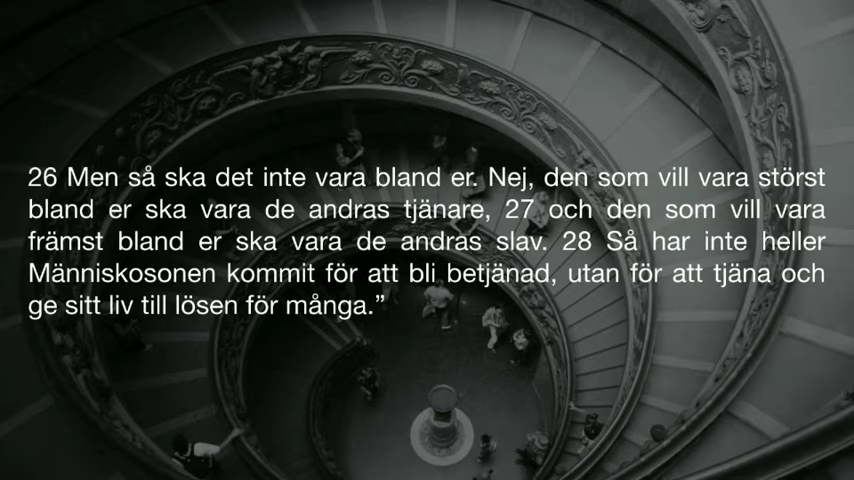 26 Men så ska det inte vara bland er. Nej, den som vill vara störst
bland er ska vara de andras tjänare, 27 och den som vill vara
främst bland er ska vara de andras slav. 28 Så har inte heller
Människosonen kommit för att bli betjänad, utan för att tjäna och
ge sitt liv till lösen för många.”